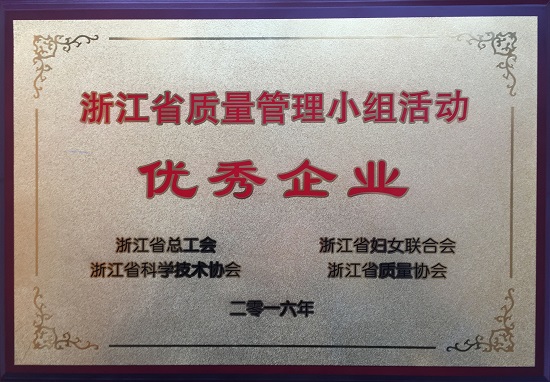 浙江省质量管理小组活动
优秀企业
浙江省总工会 浙江省妇女联合会
浙江省科学技术协会 浙江省质量协会
二零一六年